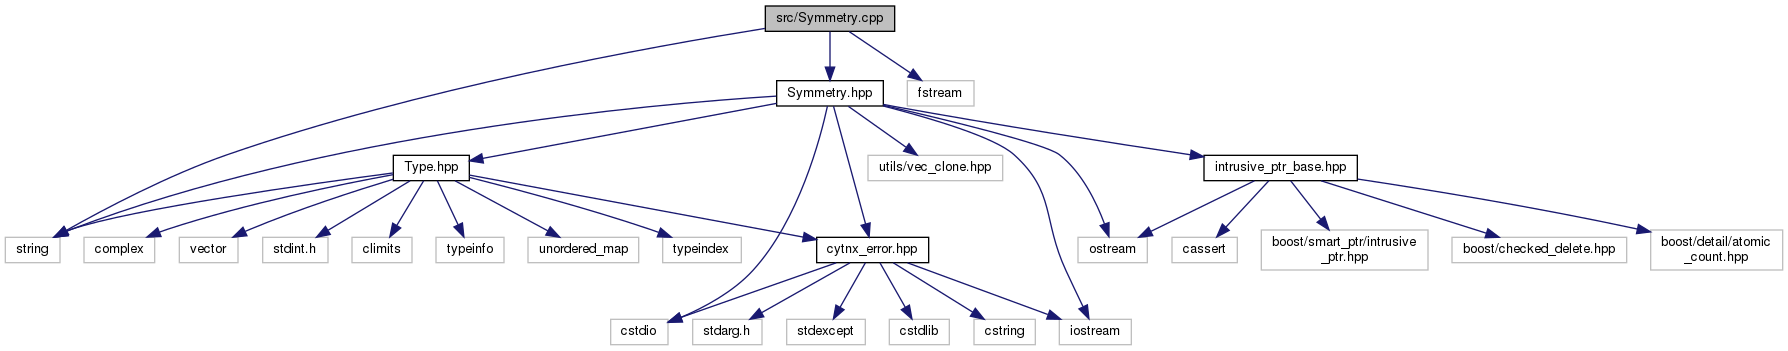 src/Symmetry.cpp
Symmetry.hpp
fstream
Type.hpp
utils/vec_clone.hpp
intrusive_ptr_base.hpp
string
complex
vector
stdint.h
climits
typeinfo
unordered_map
typeindex
cytnx_error.hpp
ostream
cassert
boost/smart_ptr/intrusive
_ptr.hpp
boost/checked_delete.hpp
boost/detail/atomic
_count.hpp
cstdio
stdarg.h
stdexcept
cstdlib
cstring
iostream